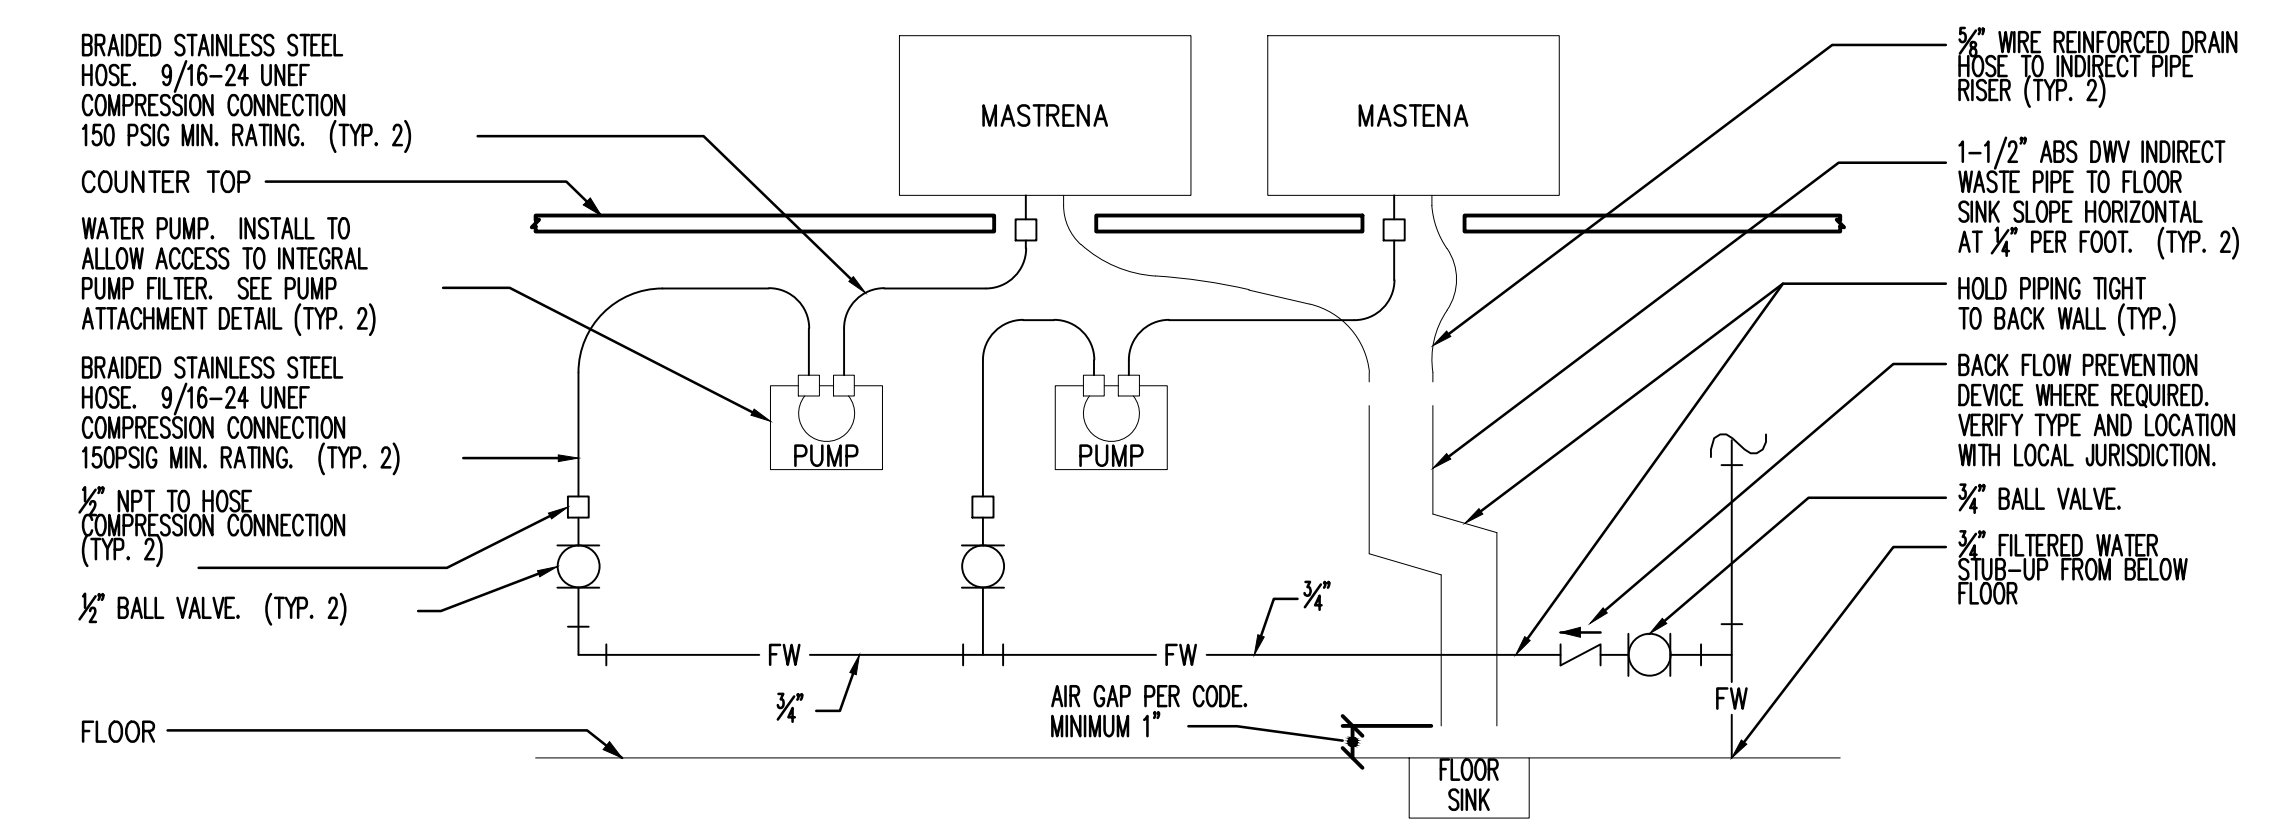 BRAIDED STAINLESS STEEL
HOSE. 9/16-24 UNEF
COMPRESSION CONNECTION
150 PSIG MIN. RATING. (TYP. 2)
COUNTER TOP
WATER PUMP. INSTALL TO
ALLOW ACCESS TO INTEGRAL
PUMP FILTER. SEE PUMP
ATTACHMENT DETAIL (TYP. 2)
BRAIDED STAINLESS STEEL
HOSE. 9/16-24 UNEF
COMPRESSION CONNECTION
150PSIG MIN. RATING. (TYP. 2)
1/2" NPT TO HOSE
COMPRESSION CONNECTION
(TYP. 2)
1/2" BALL VALVE. (TYP. 2)
FLOOR
MASTRENA
MASTENA
PUMP
PUMP
FW
FW
3/4"
3/4"
AIR GAP PER CODE.
MINIMUM 1"
FLOOR
SINK
FW
5/8" WIRE REINFORCED DRAIN
HOSE TO INDIRECT PIPE
RISER (TYP. 2)
1-1/2" ABS DWV INDIRECT
WASTE PIPE TO FLOOR
SINK SLOPE HORIZONTAL
AT 1/4" PER FOOT. (TYP. 2)
HOLD PIPING TIGHT
TO BACK WALL (TYP.)
BACK FLOW PREVENTION
DEVICE WHERE REQUIRED.
VERIFY TYPE AND LOCATION
WITH LOCAL JURISDICTION.
3/4" BALL VALVE.
3/4" FILTERED WATER
STUB-UP FROM BELOW
FLOOR